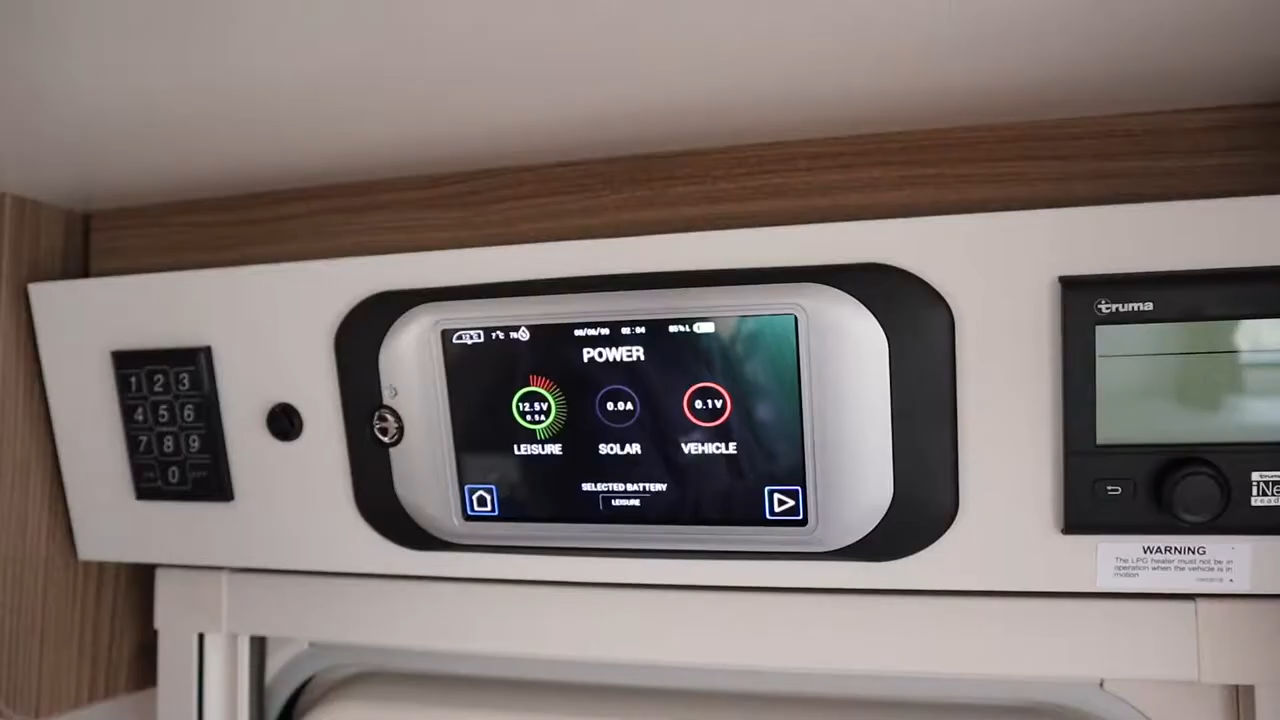 1 2 3
4 5 6
7 8 9
0
7°C
02:04
POWER
12.5V
0.5A
LEISURE
0.0A
SOLAR
0.1V
VEHICLE
SELECTED BATTERY
LEISURE
truma
WARNING
The LPG heater must not be in
operation when the vehicle is in
motion